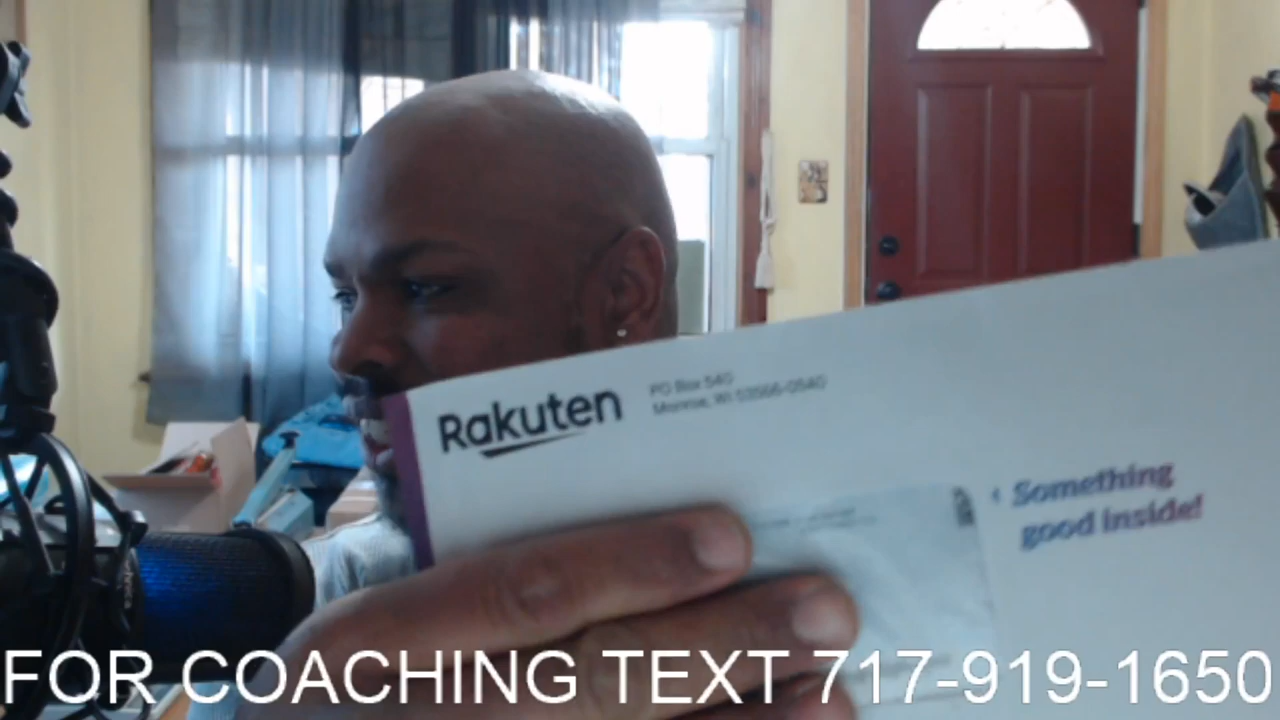 Rakuten
PO Box 540
Monroe, WI 53566-0540
Something
good inside!
FOR COACHING TEXT 717-919-1650